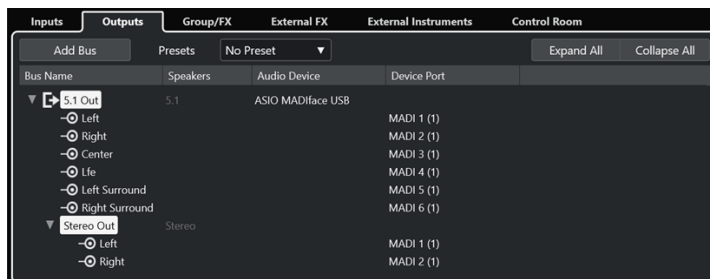 Inputs Outputs Group/FX External FX External Instruments Control Room
Add Bus Presets No Preset Expand All Collapse All
Bus Name Speakers Audio Device Device Port
5.1 Out 5.1 ASIO MADIface USB
Left MADI 1 (1)
Right MADI 2 (1)
Center MADI 3 (1)
Lfe MADI 4 (1)
Left Surround MADI 5 (1)
Right Surround MADI 6 (1)
Stereo Out Stereo
Left MADI 1 (1)
Right MADI 2 (1)